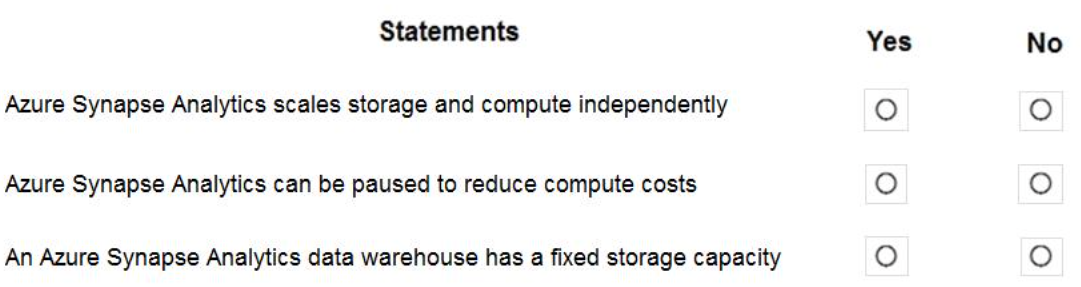 Statements Yes No
Azure Synapse Analytics scales storage and compute independently
Azure Synapse Analytics can be paused to reduce compute costs
An Azure Synapse Analytics data warehouse has a fixed storage capacity